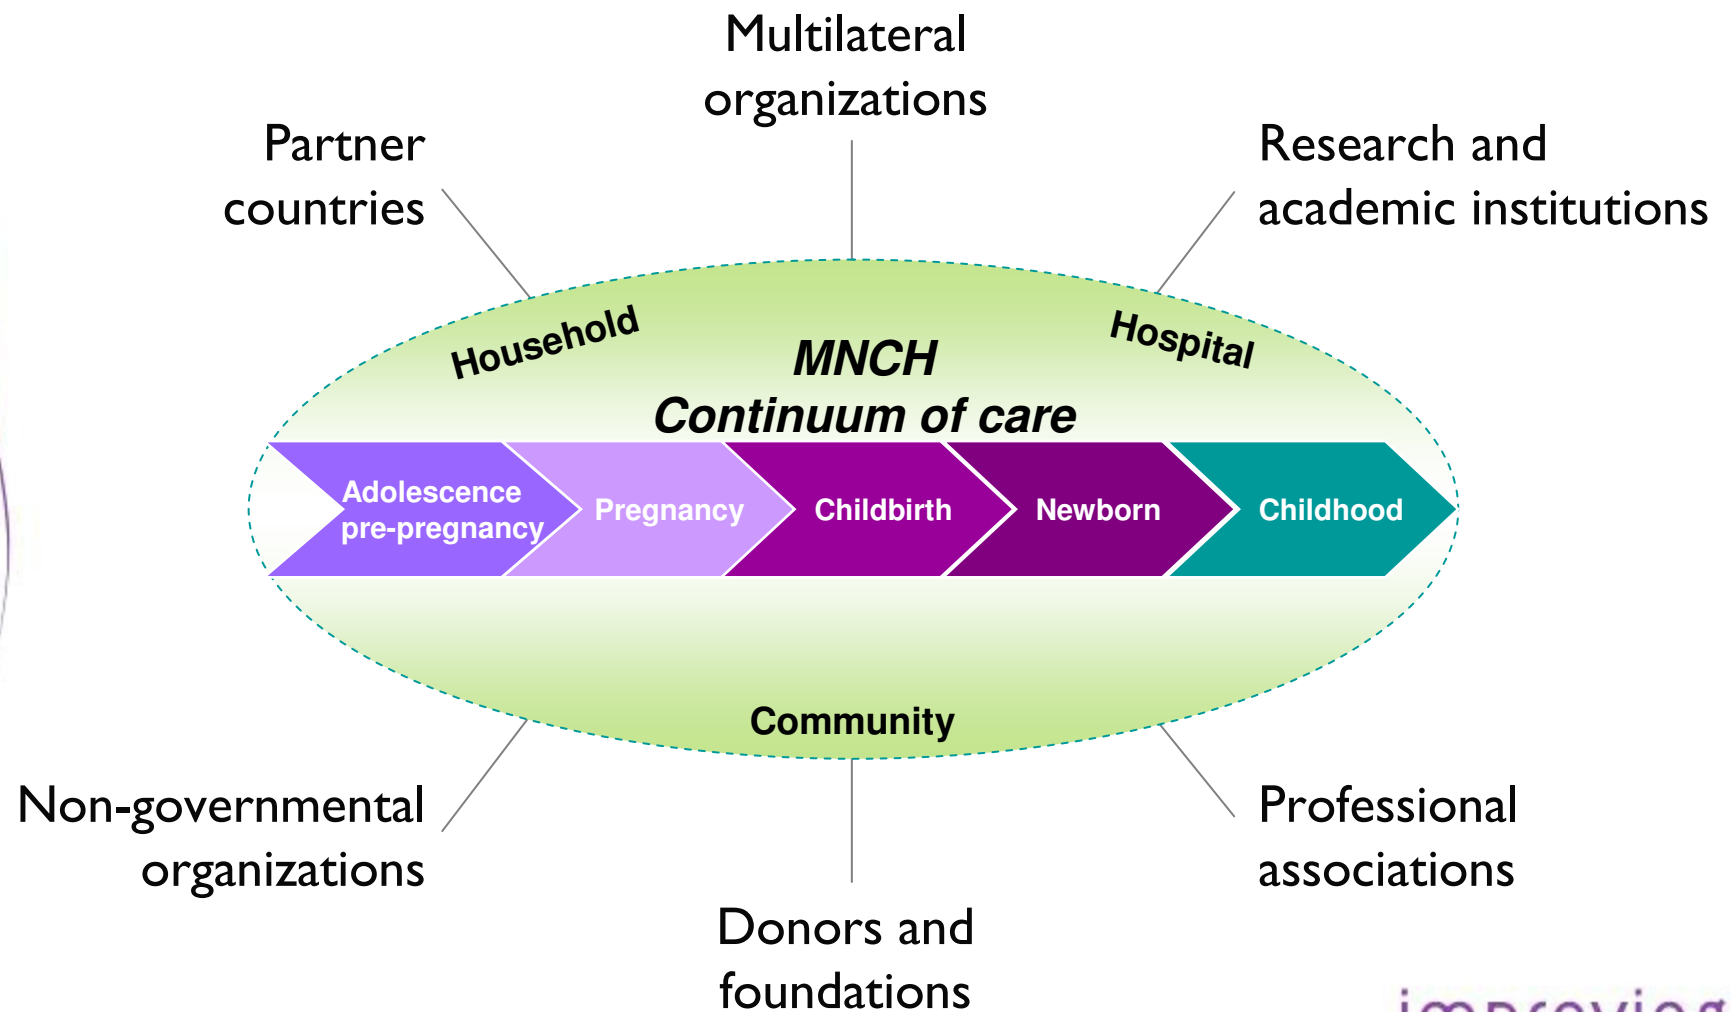 Multilateral
organizations
Partner
countries
Research and
academic institutions
Household
Hospital
MNCH
Continuum of care
Adolescence
pre-pregnancy
Pregnancy
Childbirth
Newborn
Childhood
Community
Non-governmental
organizations
Professional
associations
Donors and
foundations
improving